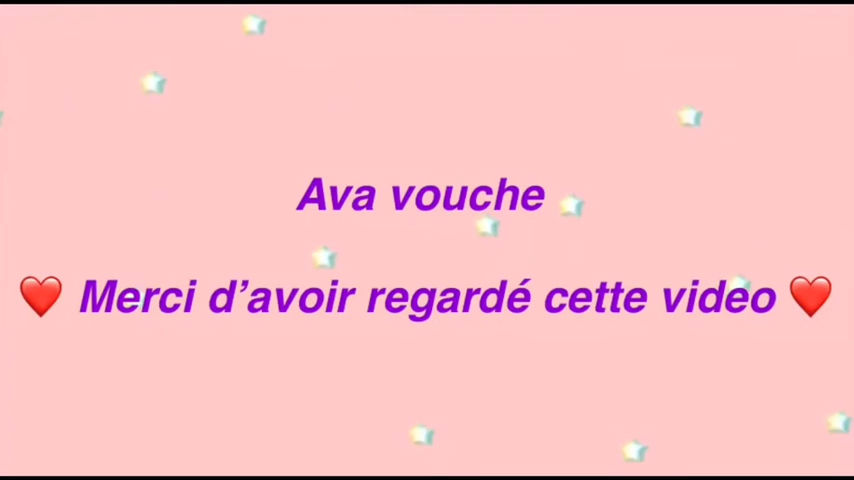 Ava vouche
❤️ Merci d’avoir regardé cette video ❤️